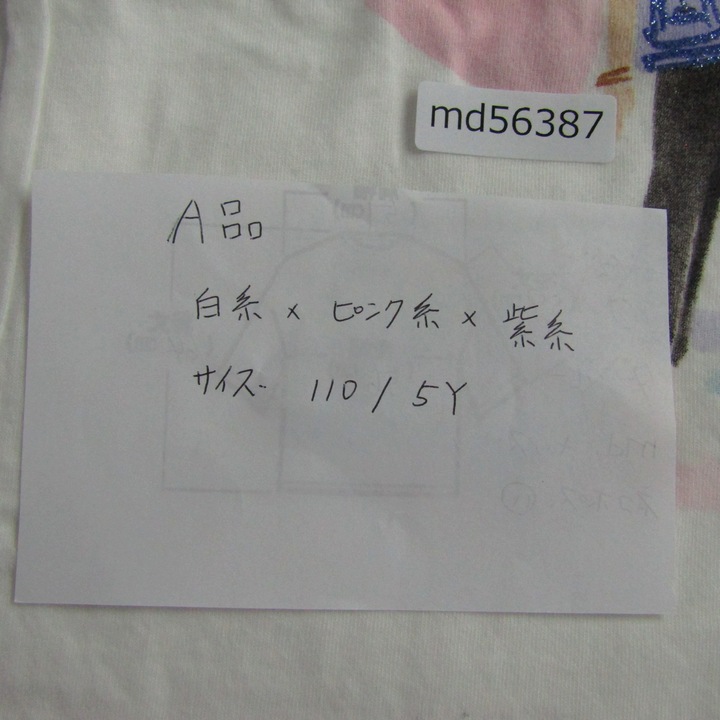 md56387
A品
白系 × ピンク系 × 紫系
サイズ 110 / 5Y